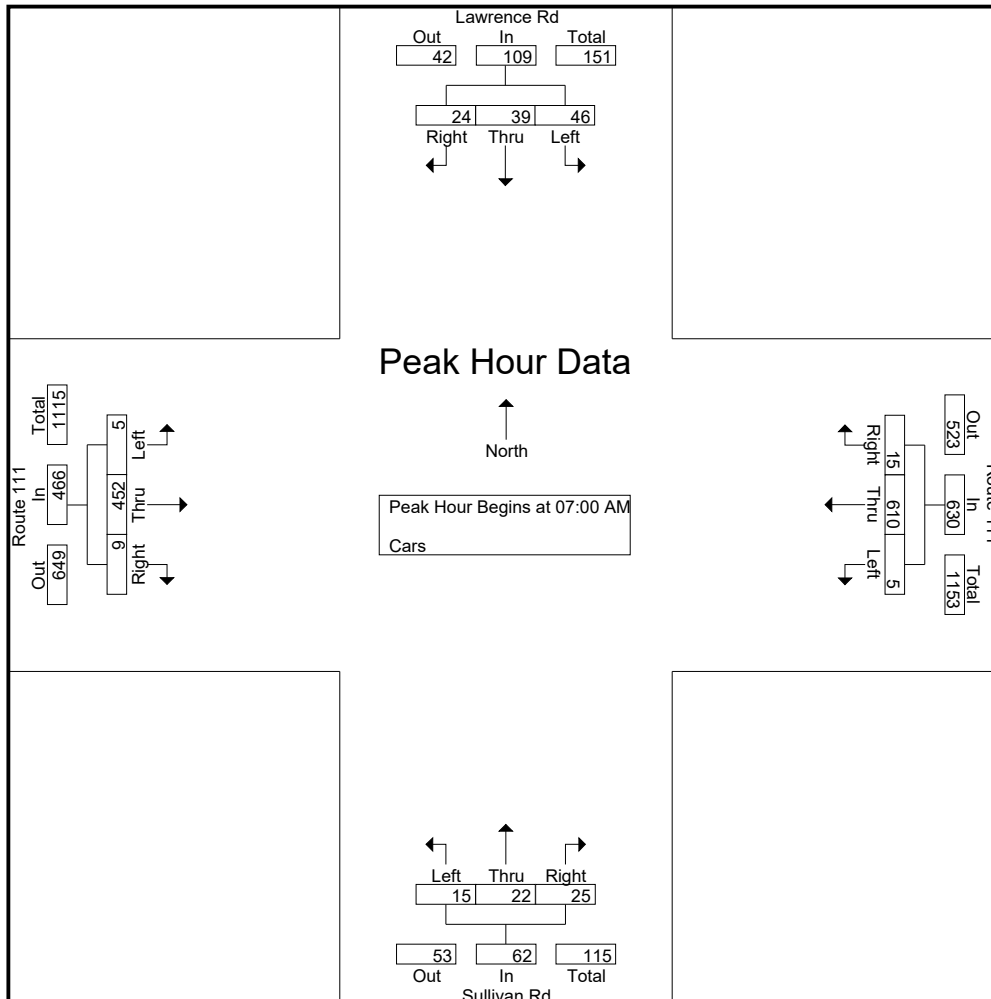 Lawrence Rd
Out In Total
42 109 151
24 39 46
Right Thru Left
Peak Hour Data
North
Peak Hour Begins at 07:00 AM
Cars
Route 111
Total In Out
1115 466 649
5 452 9
Left Thru Right
Out In Total
523 630 1153
15 610 5
Right Thru Left
Left Thru Right
15 22 25
53 62 115
Out In Total
Sullivan Rd